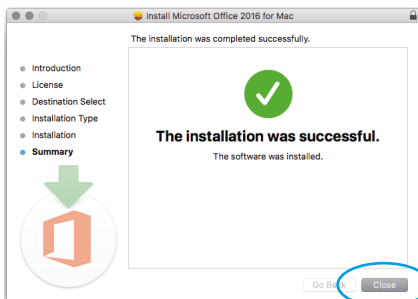 Install Microsoft Office 2016 for Mac
The installation was completed successfully.
Introduction
License
Destination Select
Installation Type
Installation
Summary
The installation was successful.
The software was installed.
Go Back
Close